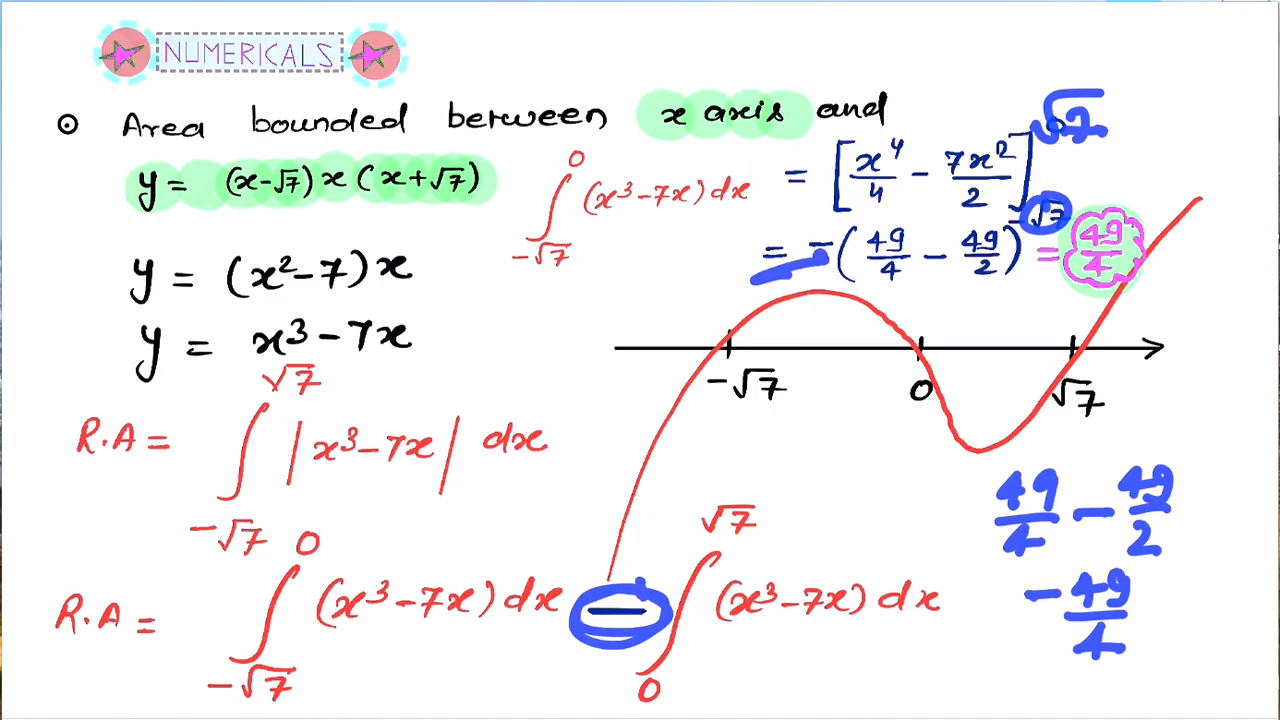 NUMERICALS
⊙ Area bounded between x axis and
y = (x-√7) x (x+√7)
y = (x²-7)x
y = x³-7x
R.A = ∫_{-√7}^{√7} |x³-7x| dx
R.A = ∫_{-√7}^{0} (x³-7x) dx − ∫_{0}^{√7} (x³-7x) dx
∫_{-√7}^{0} (x³-7x) dx
= [x⁴/4 - 7x²/2]
√7
-√7
= -(49/4 - 49/2) = 49/4
-√7 0 √7
49/4 - 49/2
-49/4